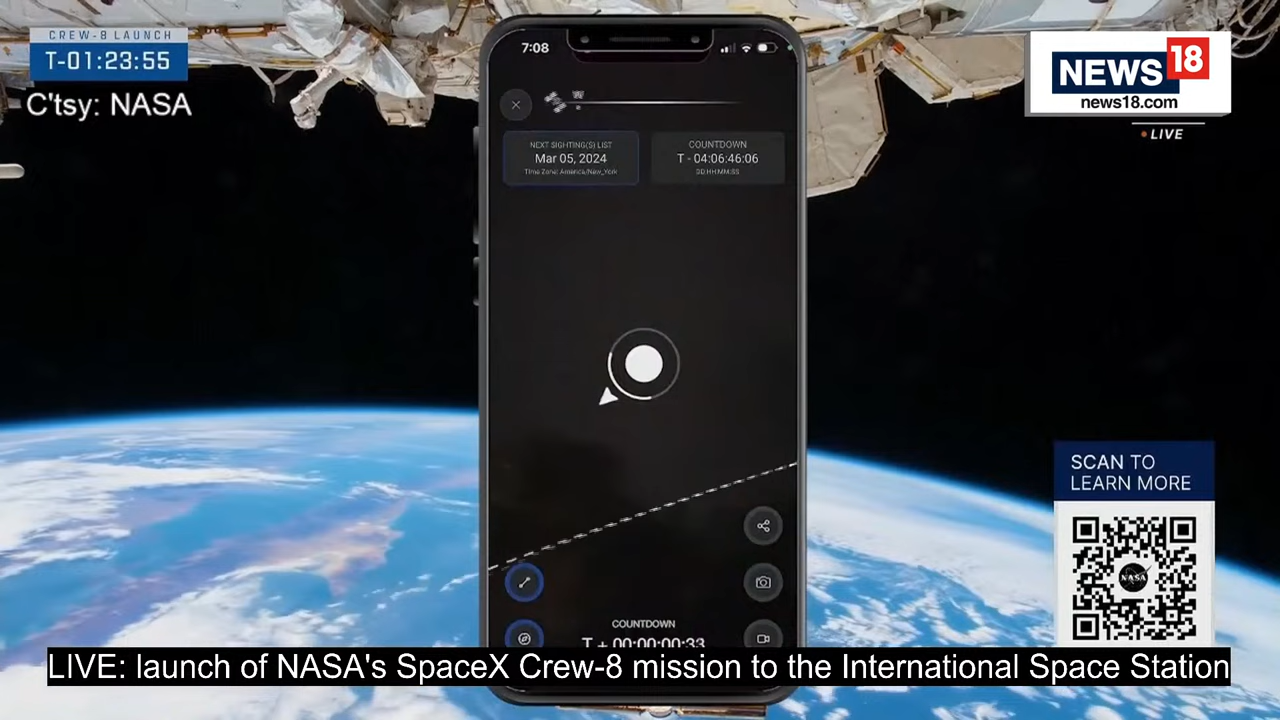 CREW-8 LAUNCH
T-01:23:55
C'tsy: NASA
7:08
NEWS 18
news18.com
LIVE
NEXT SIGHTING(S) LIST
Mar 05, 2024
Time Zone: America/New_York
COUNTDOWN
T - 04:06:46:06
DD:HH:MM:SS
SCAN TO
LEARN MORE
NASA
COUNTDOWN
T + 00:00:00:33
LIVE: launch of NASA's SpaceX Crew-8 mission to the International Space Station